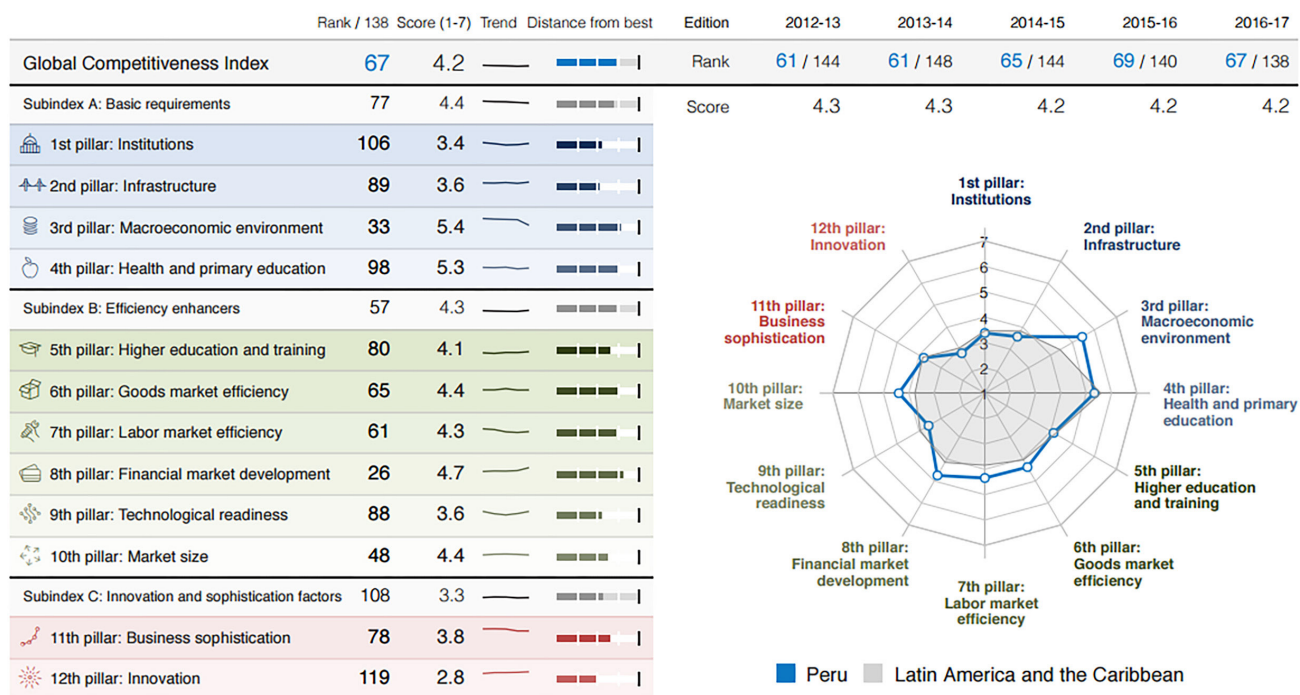 Rank / 138 Score (1-7) Trend Distance from best
Global Competitiveness Index 67 4.2
Subindex A: Basic requirements 77 4.4
1st pillar: Institutions 106 3.4
2nd pillar: Infrastructure 89 3.6
3rd pillar: Macroeconomic environment 33 5.4
4th pillar: Health and primary education 98 5.3
Subindex B: Efficiency enhancers 57 4.3
5th pillar: Higher education and training 80 4.1
6th pillar: Goods market efficiency 65 4.4
7th pillar: Labor market efficiency 61 4.3
8th pillar: Financial market development 26 4.7
9th pillar: Technological readiness 88 3.6
10th pillar: Market size 48 4.4
Subindex C: Innovation and sophistication factors 108 3.3
11th pillar: Business sophistication 78 3.8
12th pillar: Innovation 119 2.8
Edition 2012-13 2013-14 2014-15 2015-16 2016-17
Rank 61 / 144 61 / 148 65 / 144 69 / 140 67 / 138
Score 4.3 4.3 4.2 4.2 4.2
1st pillar:
Institutions
2nd pillar:
Infrastructure
3rd pillar:
Macroeconomic
environment
4th pillar:
Health and primary
education
5th pillar:
Higher education
and training
6th pillar:
Goods market
efficiency
7th pillar:
Labor market
efficiency
8th pillar:
Financial market
development
9th pillar:
Technological
readiness
10th pillar:
Market size
11th pillar:
Business
sophistication
12th pillar:
Innovation
7
6
5
4
3
2
1
Peru Latin America and the Caribbean